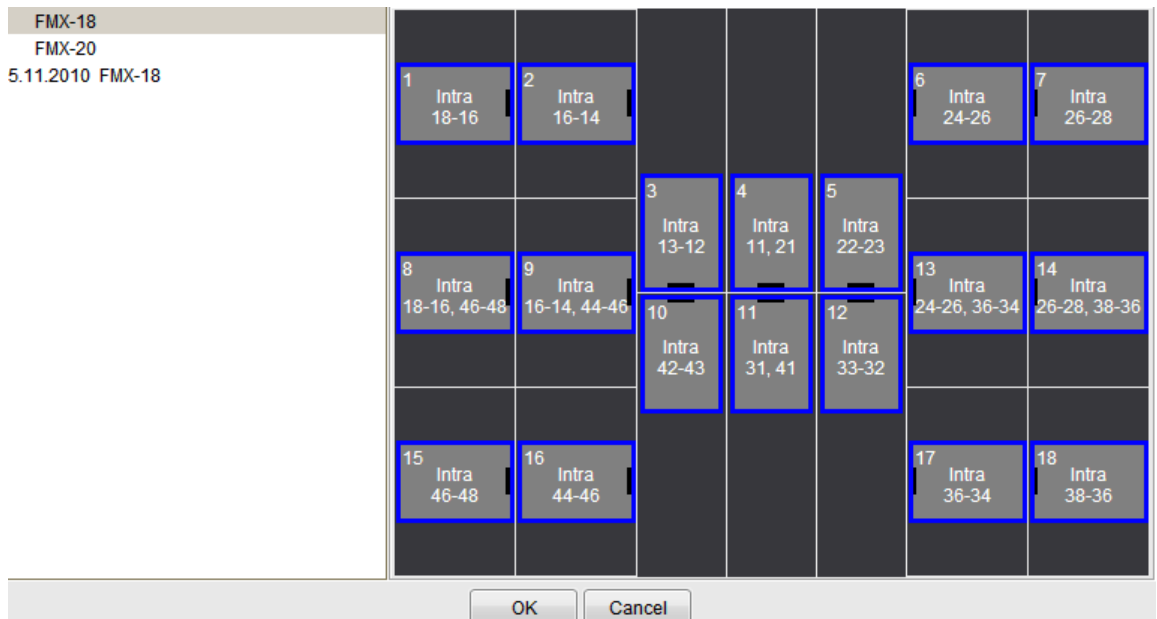 FMX-18
FMX-20
5.11.2010 FMX-18
1
Intra
18-16
2
Intra
16-14
6
Intra
24-26
7
Intra
26-28
3
Intra
13-12
4
Intra
11, 21
5
Intra
22-23
8
Intra
18-16, 46-48
9
Intra
16-14, 44-46
13
Intra
24-26, 36-34
14
Intra
26-28, 38-36
10
Intra
42-43
11
Intra
31, 41
12
Intra
33-32
15
Intra
46-48
16
Intra
44-46
17
Intra
36-34
18
Intra
38-36
OK
Cancel